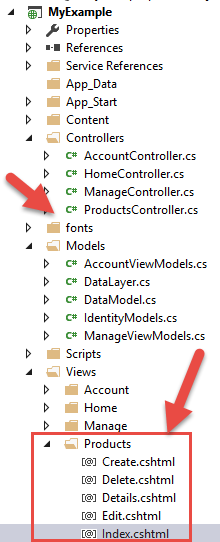 MyExample
Properties
References
Service References
App_Data
App_Start
Content
Controllers
AccountController.cs
HomeController.cs
ManageController.cs
ProductsController.cs
fonts
Models
AccountViewModels.cs
DataLayer.cs
DataModel.cs
IdentityModels.cs
ManageViewModels.cs
Scripts
Views
Account
Home
Manage
Products
Create.cshtml
Delete.cshtml
Details.cshtml
Edit.cshtml
Index.cshtml